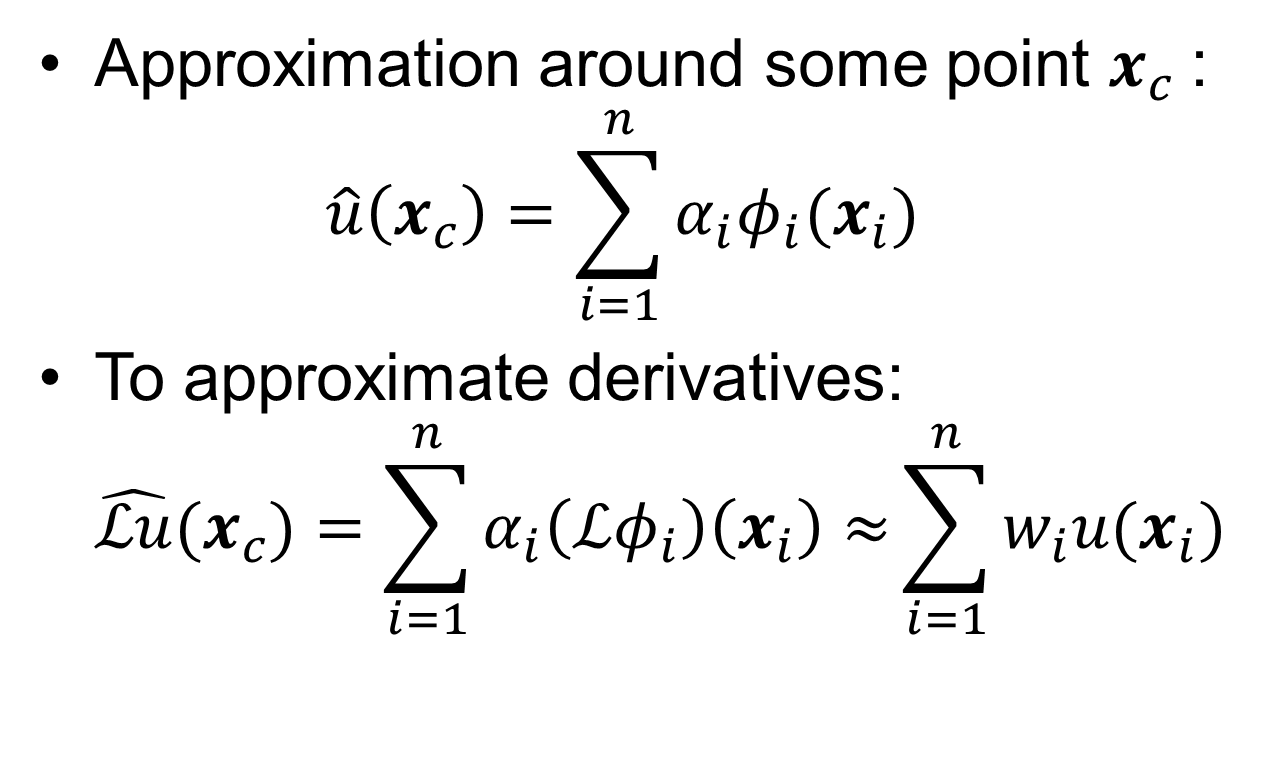 • Approximation around some point 𝒙_c :
û(𝒙_c) = ∑_{i=1}^{n} α_i ϕ_i(𝒙_i)
• To approximate derivatives:
\widehat{ℒu}(𝒙_c) = ∑_{i=1}^{n} α_i(ℒϕ_i)(𝒙_i) ≈ ∑_{i=1}^{n} w_i u(𝒙_i)